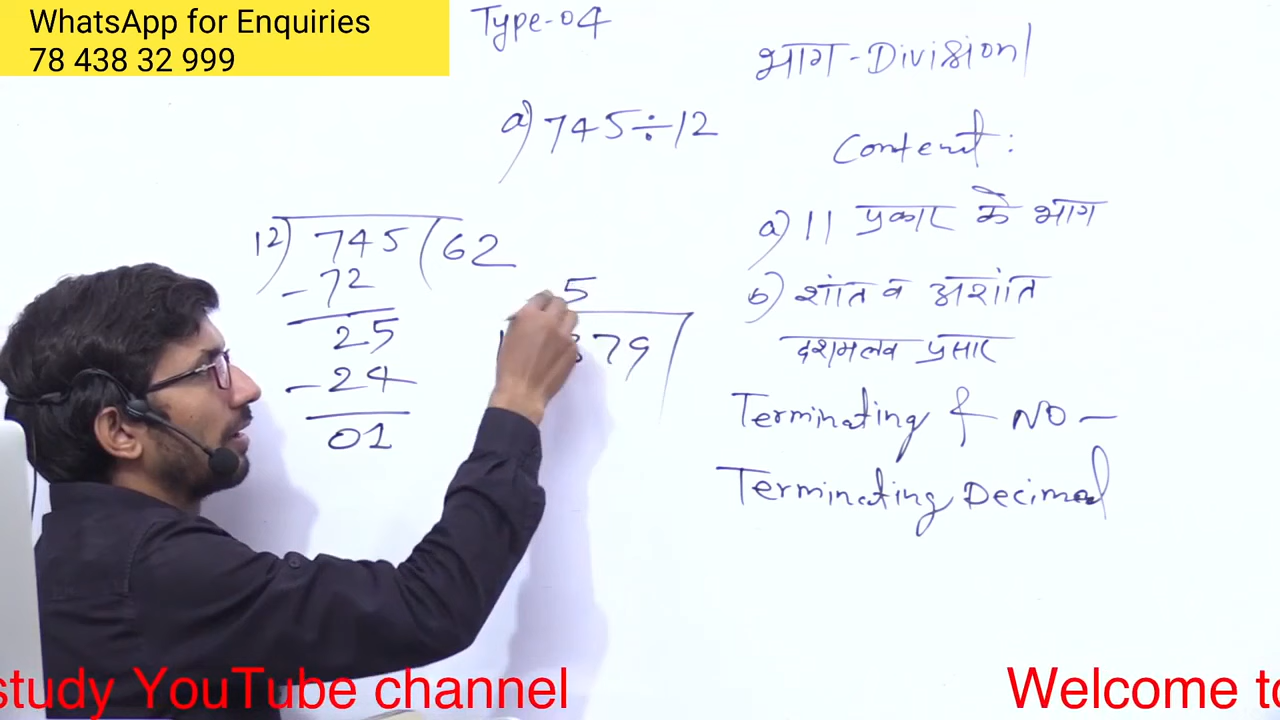 WhatsApp for Enquiries
78 438 32 999
Type-04
भाग-Division
a) 745÷12
Content:
a) 11 प्रकार के भाग
12) 745 (62
-72
25
-24
01
5
79
b) शांत व अशांत
दशमलव प्रसार
Terminating & NO-
Terminating Decimal
study YouTube channel
Welcome to